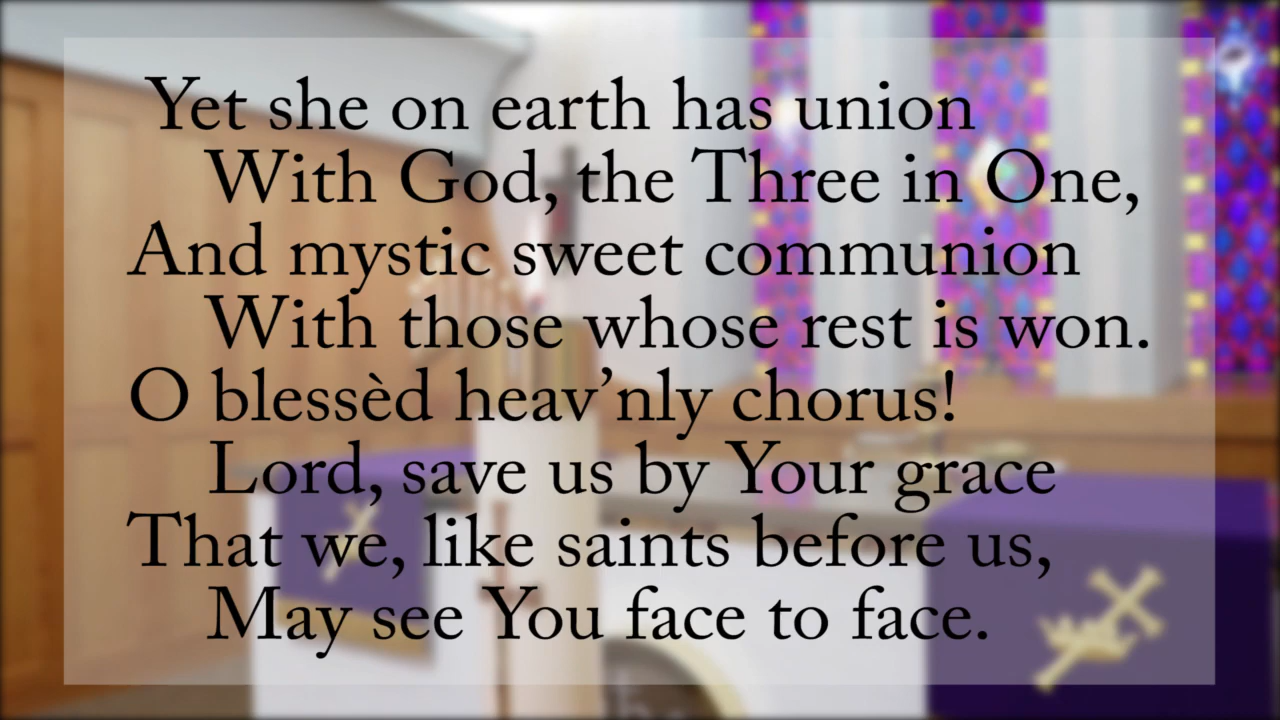 Yet she on earth has union
With God, the Three in One,
And mystic sweet communion
With those whose rest is won.
O blessèd heav’nly chorus!
Lord, save us by Your grace
That we, like saints before us,
May see You face to face.